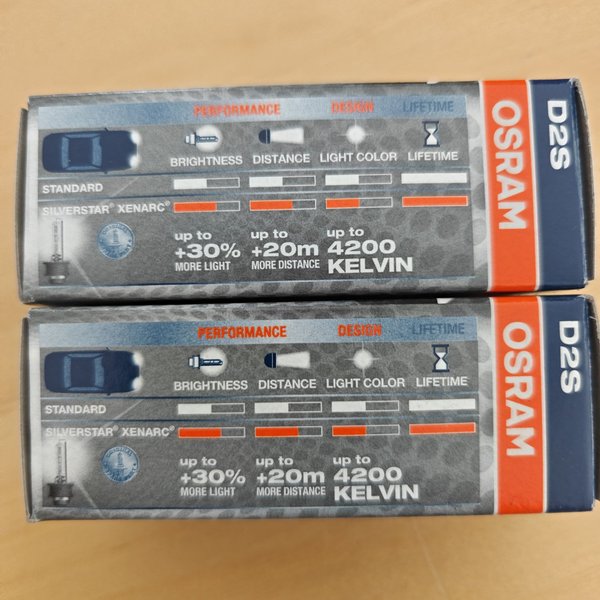 PERFORMANCE DESIGN LIFETIME
BRIGHTNESS DISTANCE LIGHT COLOR LIFETIME
STANDARD
SILVERSTAR® XENARC®
up to up to up to
+30% +20m 4200
MORE LIGHT MORE DISTANCE KELVIN
OSRAM
D2S
PERFORMANCE DESIGN LIFETIME
BRIGHTNESS DISTANCE LIGHT COLOR LIFETIME
STANDARD
SILVERSTAR® XENARC®
up to up to up to
+30% +20m 4200
MORE LIGHT MORE DISTANCE KELVIN
OSRAM
D2S